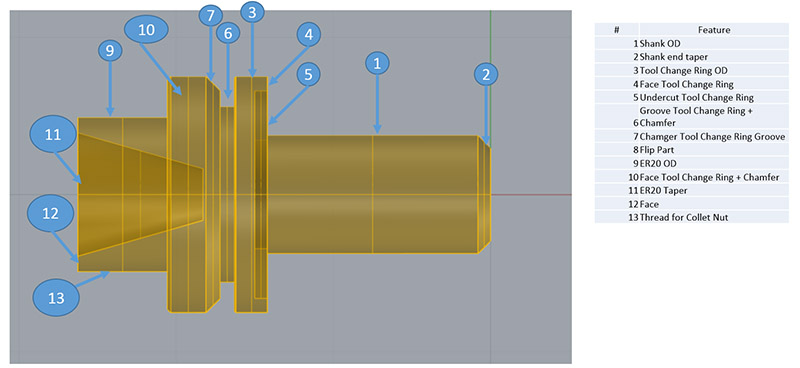 10
7
6
3
4
9
1
5
2
11
12
13
# Feature
1 Shank OD
2 Shank end taper
3 Tool Change Ring OD
4 Face Tool Change Ring
5 Undercut Tool Change Ring
Groove Tool Change Ring +
6 Chamfer
7 Chamger Tool Change Ring Groove
8 Flip Part
9 ER20 OD
10 Face Tool Change Ring + Chamfer
11 ER20 Taper
12 Face
13 Thread for Collet Nut